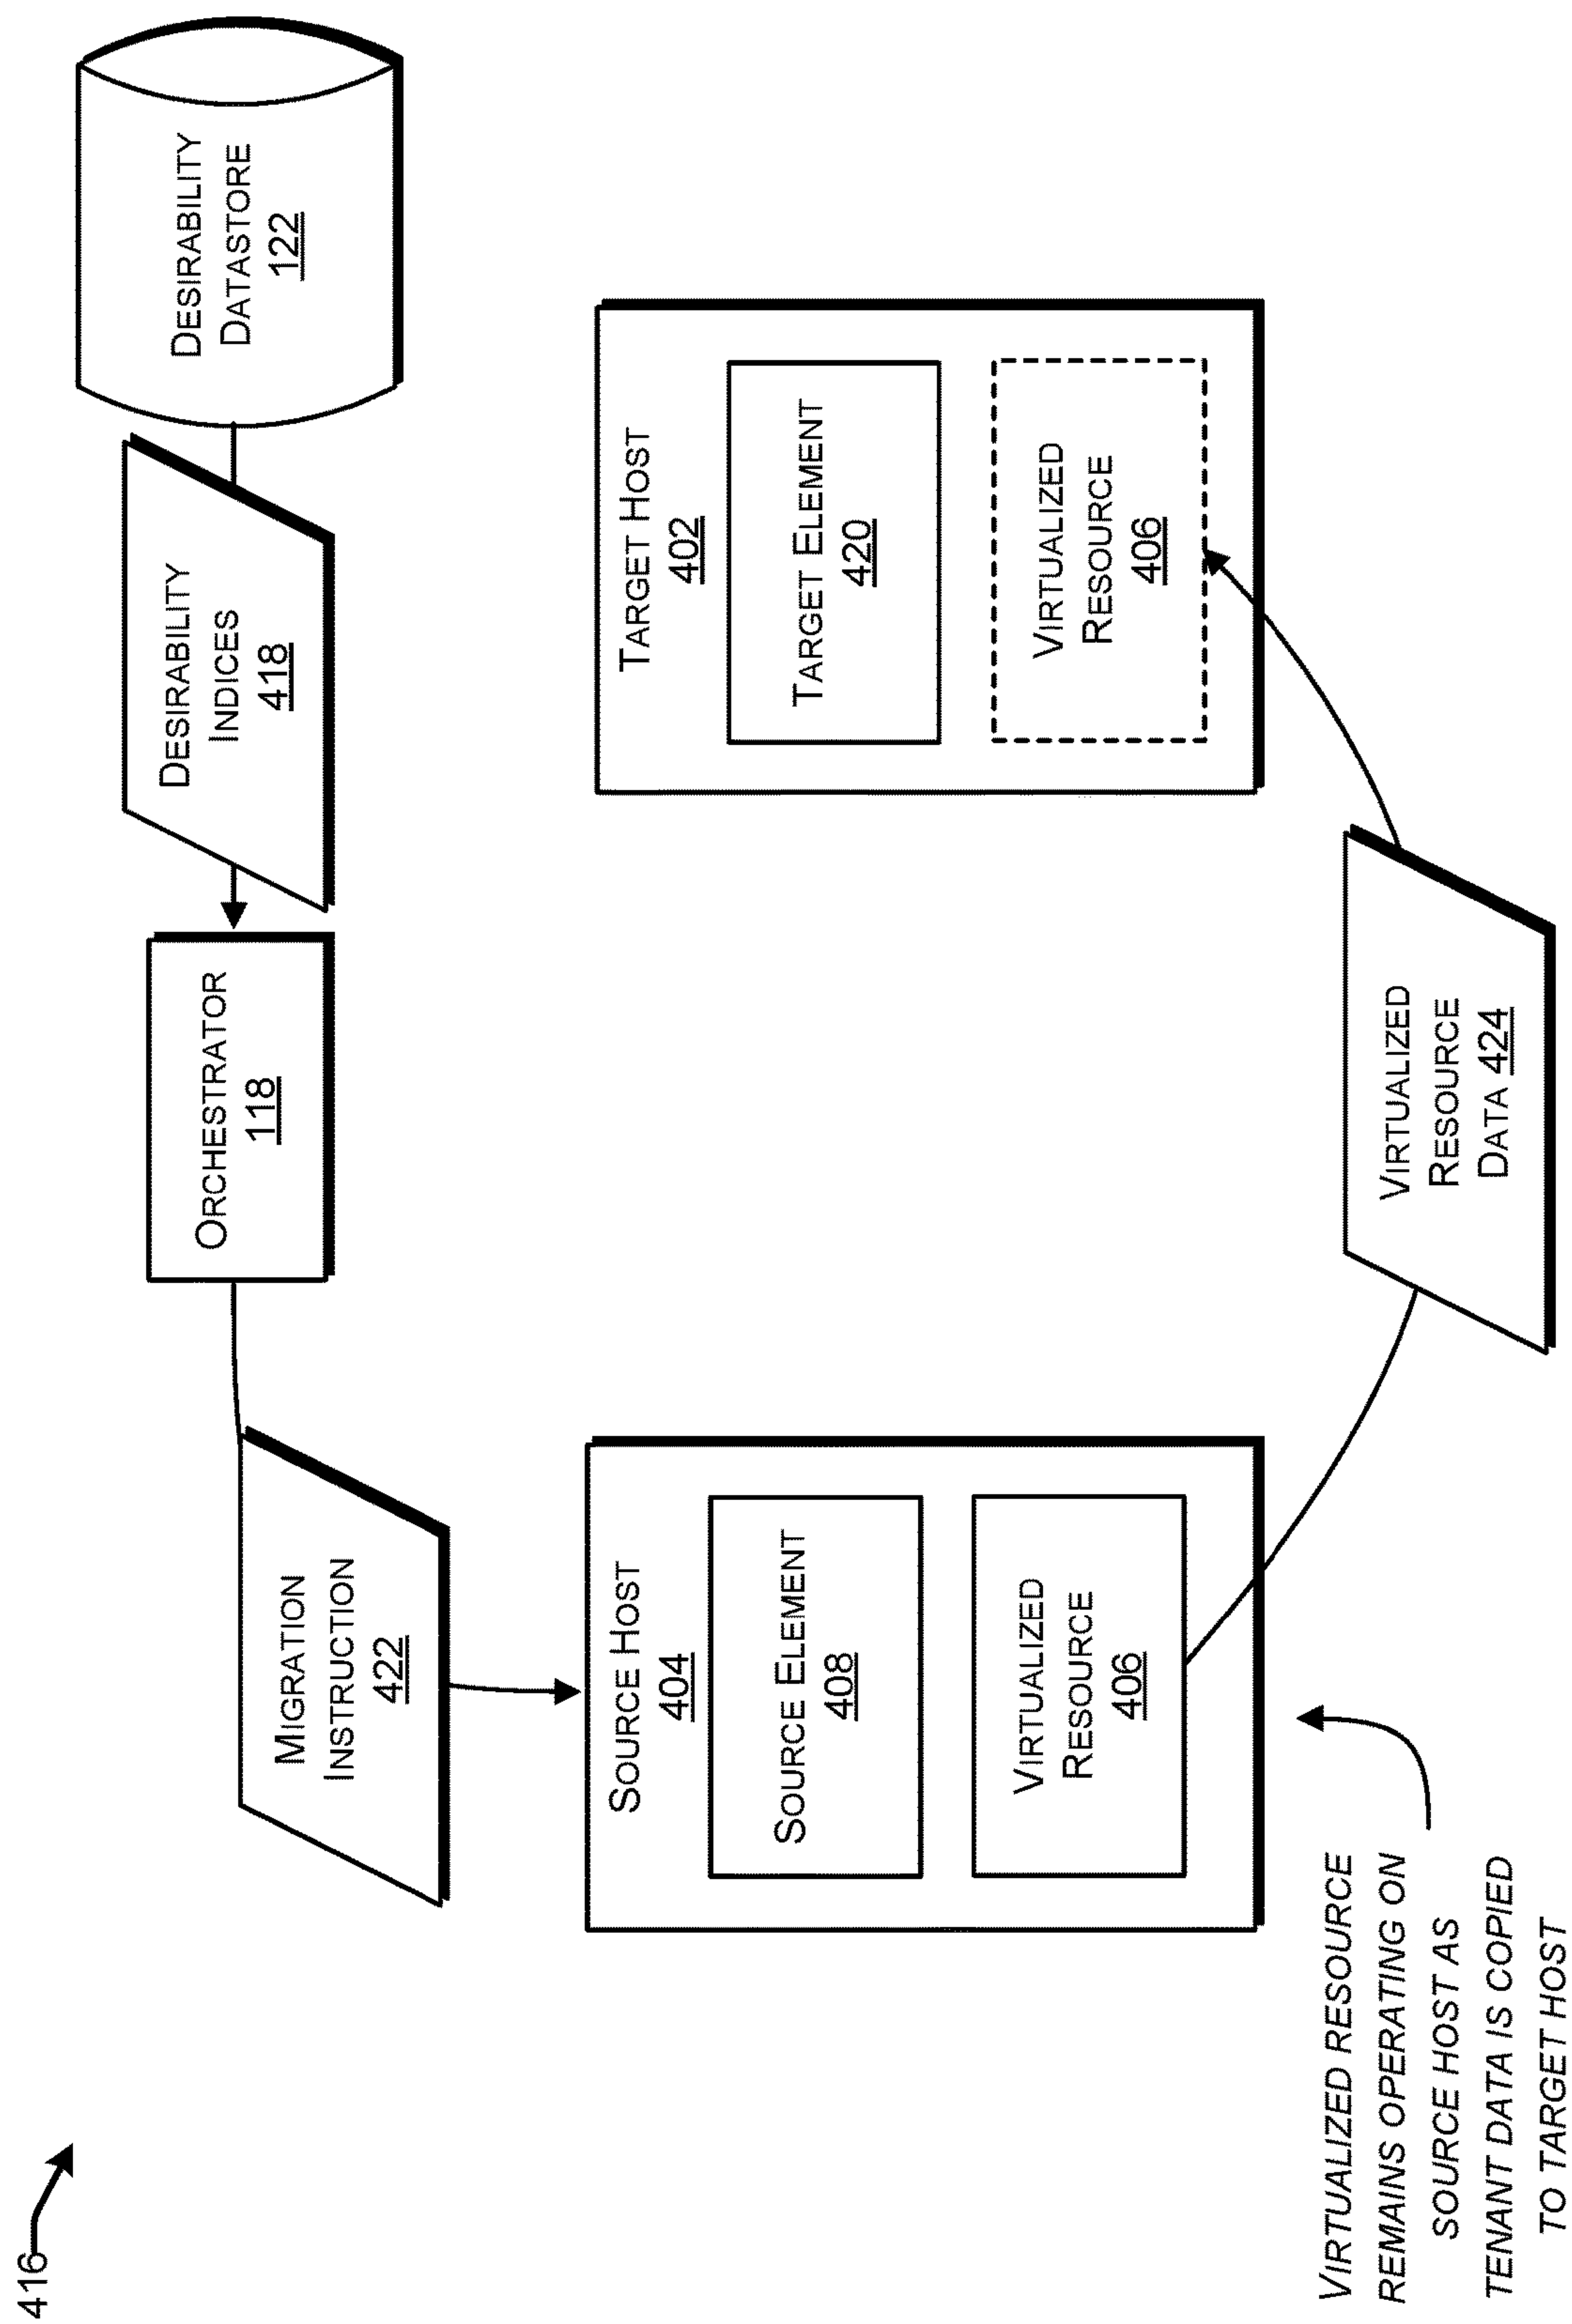 416
MIGRATION
INSTRUCTION
422
ORCHESTRATOR
118
DESIRABILITY
INDICES
418
DESIRABILITY
DATASTORE
122
SOURCE HOST
404
SOURCE ELEMENT
408
VIRTUALIZED
RESOURCE
406
TARGET HOST
402
TARGET ELEMENT
420
VIRTUALIZED
RESOURCE
406
VIRTUALIZED RESOURCE
REMAINS OPERATING ON
SOURCE HOST AS
TENANT DATA IS COPIED
TO TARGET HOST
VIRTUALIZED
RESOURCE
DATA 424